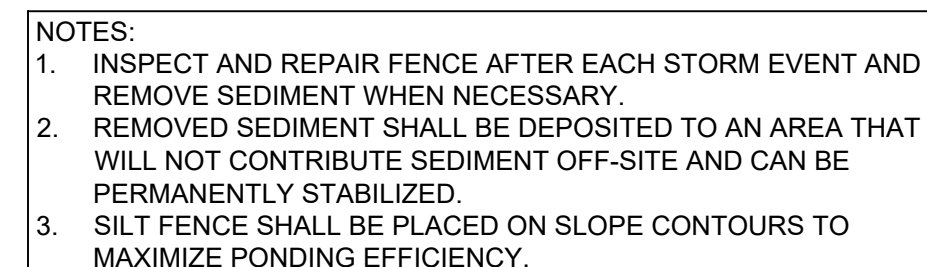 NOTES:
1. INSPECT AND REPAIR FENCE AFTER EACH STORM EVENT AND
REMOVE SEDIMENT WHEN NECESSARY.
2. REMOVED SEDIMENT SHALL BE DEPOSITED TO AN AREA THAT
WILL NOT CONTRIBUTE SEDIMENT OFF-SITE AND CAN BE
PERMANENTLY STABILIZED.
3. SILT FENCE SHALL BE PLACED ON SLOPE CONTOURS TO
MAXIMIZE PONDING EFFICIENCY.